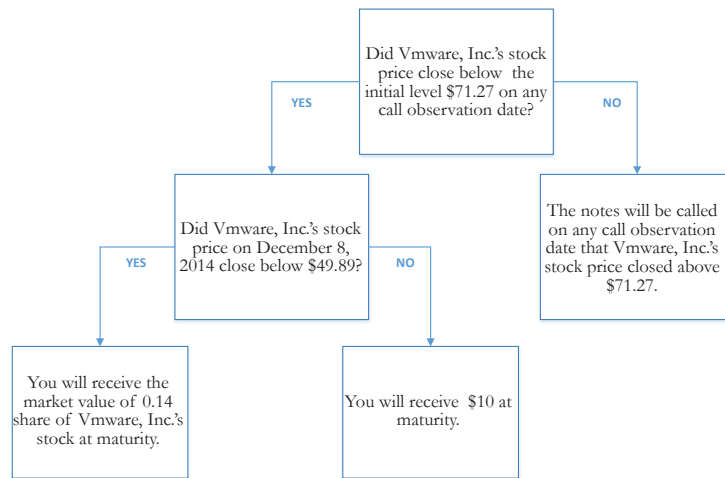 Did Vmware, Inc.'s stock
price close below the
initial level $71.27 on any
call observation date?
YES
NO
Did Vmware, Inc.'s stock
price on December 8,
2014 close below $49.89?
The notes will be called
on any call observation
date that Vmware, Inc.'s
stock price closed above
$71.27.
YES
NO
You will receive the
market value of 0.14
share of Vmware, Inc.'s
stock at maturity.
You will receive $10 at
maturity.